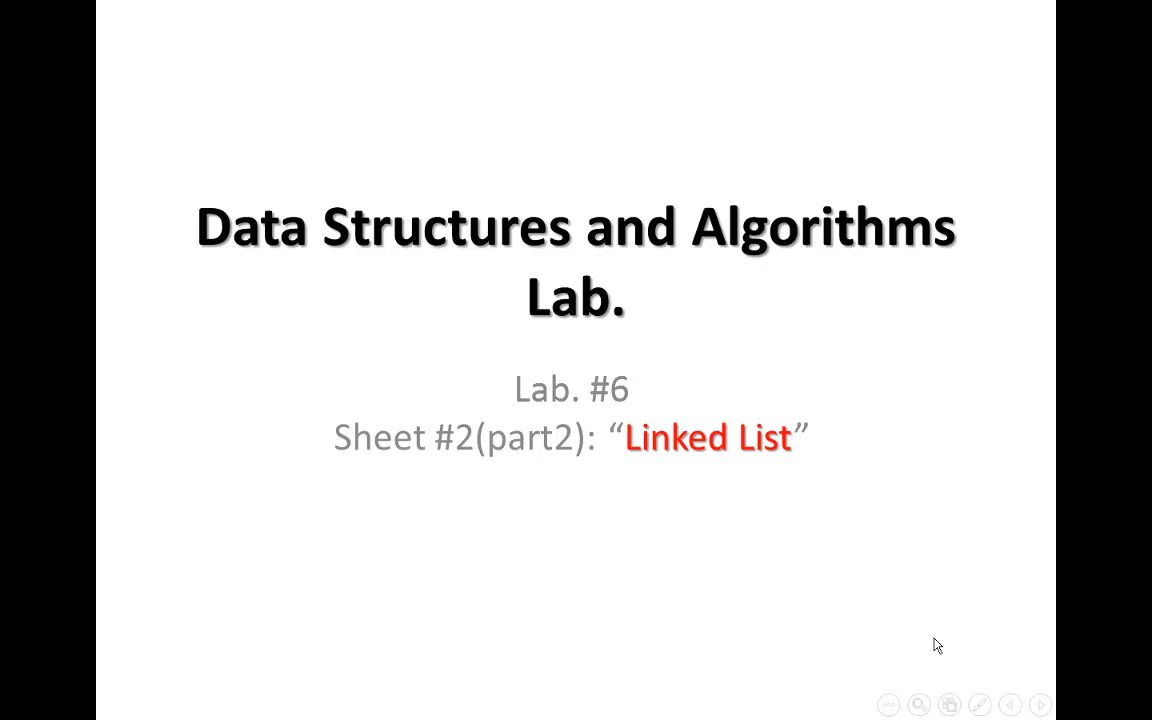 Data Structures and Algorithms
Lab.
Lab. #6
Sheet #2(part2): “Linked List”